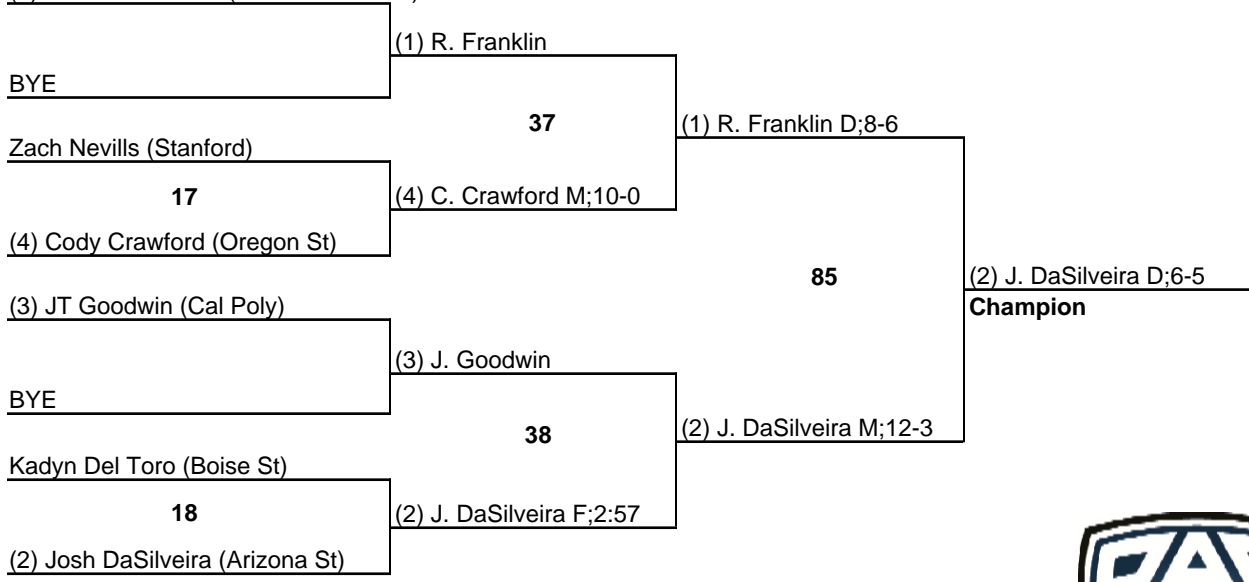 (1) R. Franklin
BYE
37
(1) R. Franklin D;8-6
Zach Nevills (Stanford)
17
(4) C. Crawford M;10-0
(4) Cody Crawford (Oregon St)
85
(2) J. DaSilveira D;6-5
Champion
(3) JT Goodwin (Cal Poly)
(3) J. Goodwin
BYE
38
(2) J. DaSilveira M;12-3
Kadyn Del Toro (Boise St)
18
(2) J. DaSilveira F;2:57
(2) Josh DaSilveira (Arizona St)